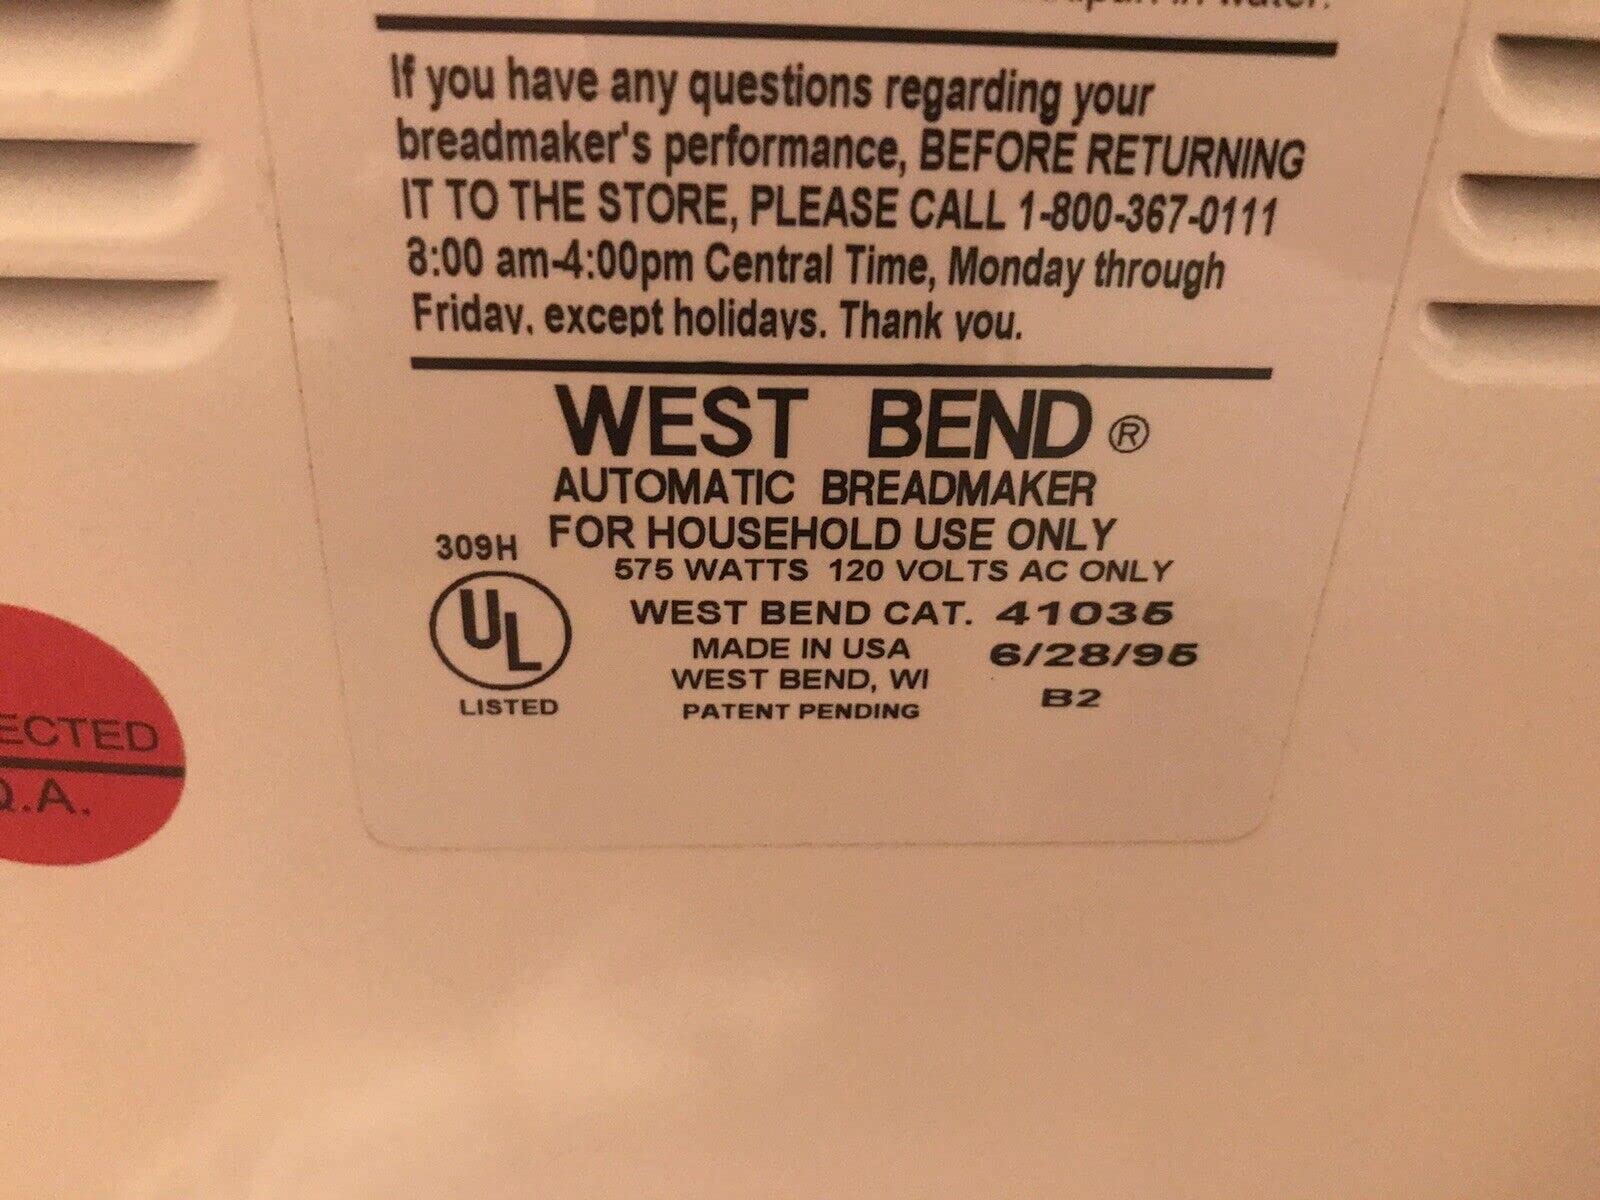 in water.
If you have any questions regarding your
breadmaker's performance, BEFORE RETURNING
IT TO THE STORE, PLEASE CALL 1-800-367-0111
8:00 am-4:00pm Central Time, Monday through
Friday, except holidays. Thank you.
WEST BEND ®
AUTOMATIC BREADMAKER
FOR HOUSEHOLD USE ONLY
309H
575 WATTS 120 VOLTS AC ONLY
UL
LISTED
WEST BEND CAT. 41035
MADE IN USA 6/28/95
WEST BEND, WI
PATENT PENDING B2
ECTED
Q.A.